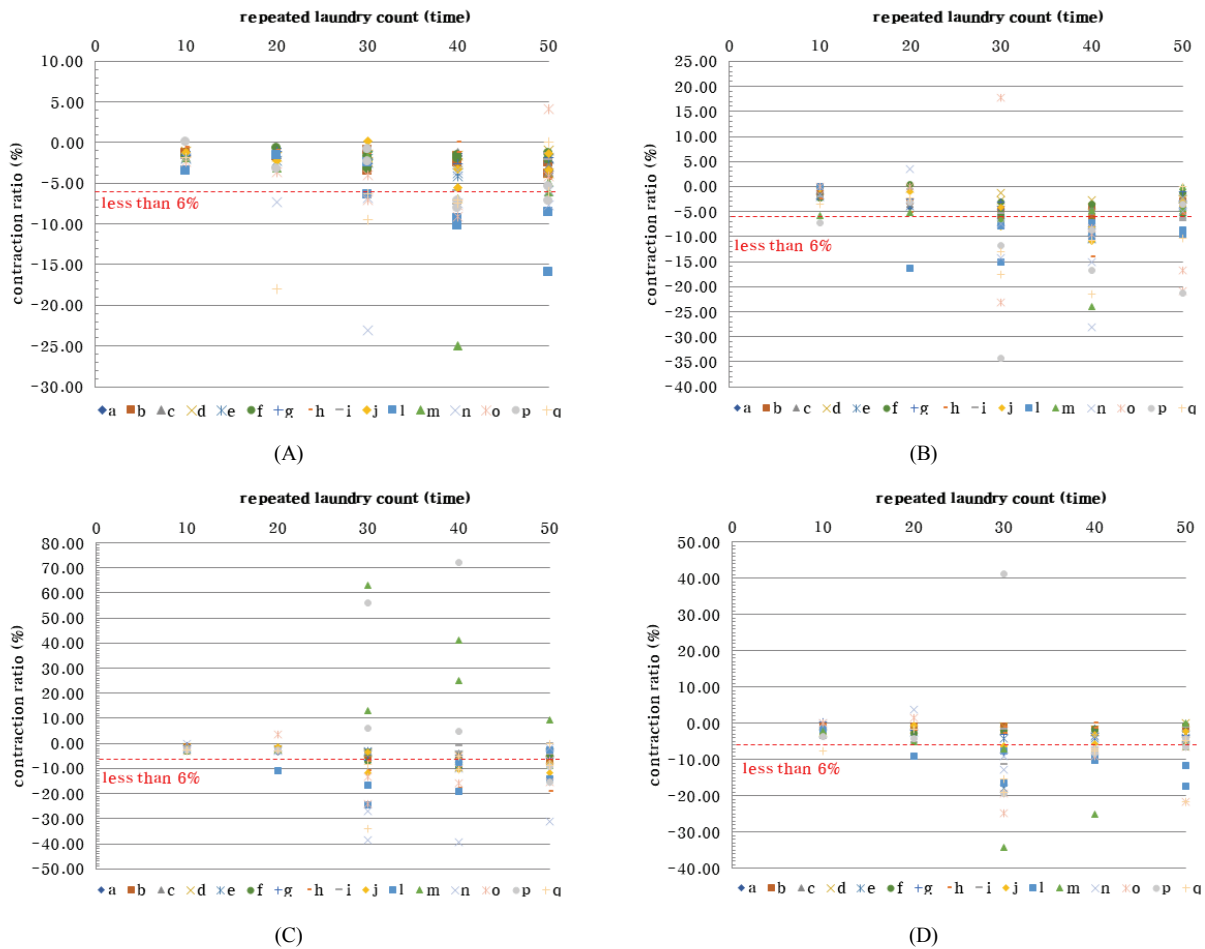 repeated laundry count (time)
0 10 20 30 40 50
10.00
5.00
0.00
-5.00
-10.00
-15.00
-20.00
-25.00
-30.00
contraction ratio (%)
less than 6%
a b c d e f g h i j l m n o p q
(A)
repeated laundry count (time)
0 10 20 30 40 50
25.00
20.00
15.00
10.00
5.00
0.00
-5.00
-10.00
-15.00
-20.00
-25.00
-30.00
-35.00
-40.00
contraction ratio (%)
less than 6%
a b c d e f g h i j l m n o p q
(B)
repeated laundry count (time)
0 10 20 30 40 50
80.00
70.00
60.00
50.00
40.00
30.00
20.00
10.00
0.00
-10.00
-20.00
-30.00
-40.00
-50.00
contraction ratio (%)
less than 6%
a b c d e f g h i j l m n o p q
(C)
repeated laundry count (time)
0 10 20 30 40 50
50.00
40.00
30.00
20.00
10.00
0.00
-10.00
-20.00
-30.00
-40.00
contraction ratio (%)
less than 6%
a b c d e f g h i j l m n o p q
(D)